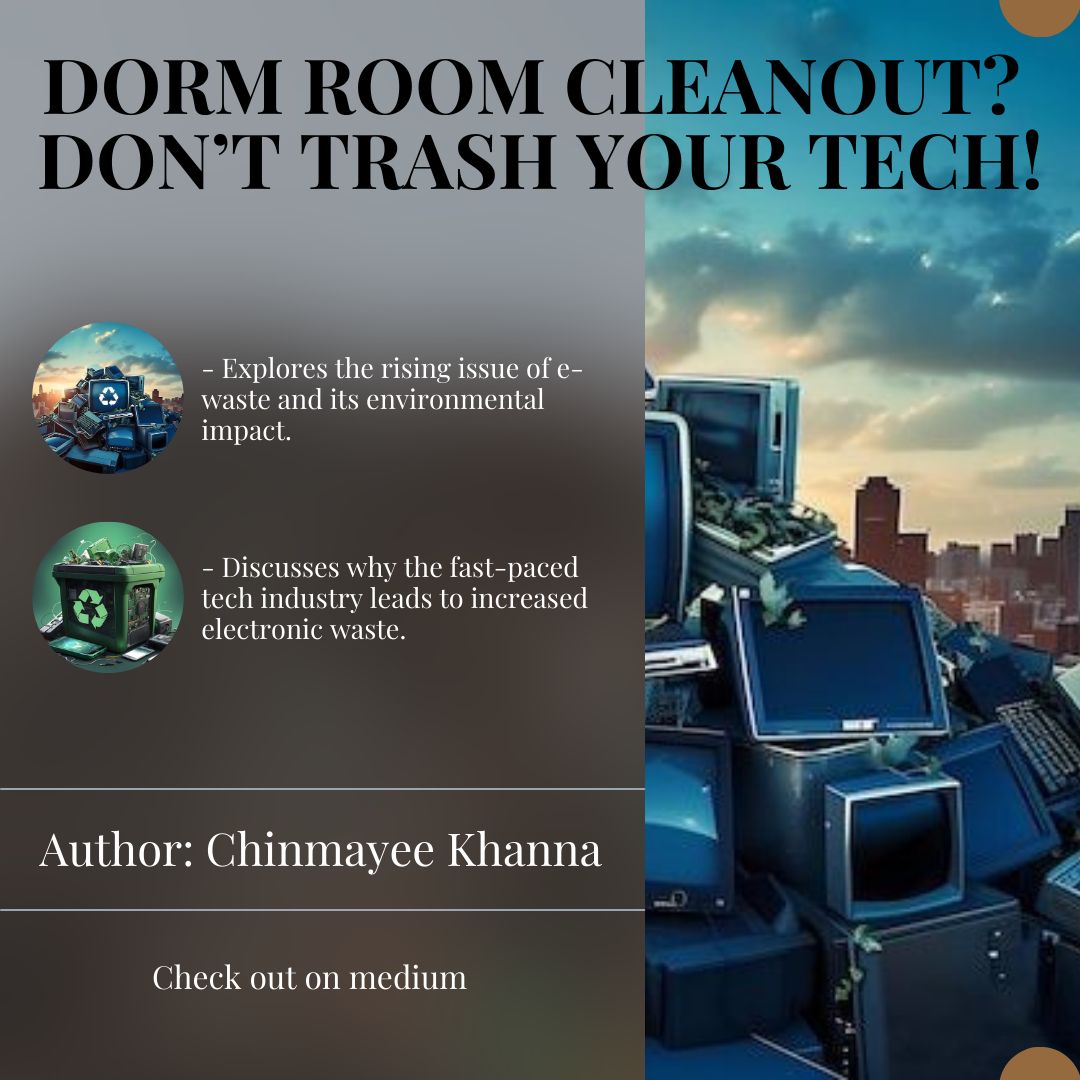 DORM ROOM CLEANOUT?
DON’T TRASH YOUR TECH!
- Explores the rising issue of e-
waste and its environmental
impact.
- Discusses why the fast-paced
tech industry leads to increased
electronic waste.
Author: Chinmayee Khanna
Check out on medium